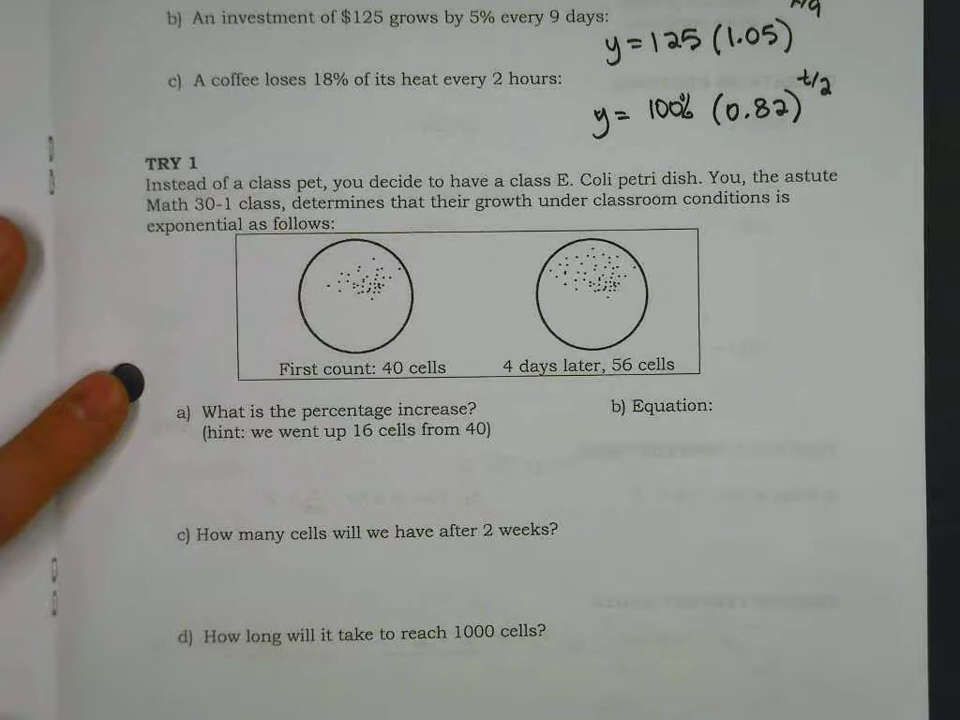 b) An investment of $125 grows by 5% every 9 days:
y = 125 (1.05)
c) A coffee loses 18% of its heat every 2 hours:
y = 100% (0.82)^t/2
TRY 1
Instead of a class pet, you decide to have a class E. Coli petri dish. You, the astute
Math 30-1 class, determines that their growth under classroom conditions is
exponential as follows:
First count: 40 cells
4 days later, 56 cells
a) What is the percentage increase?
(hint: we went up 16 cells from 40)
b) Equation:
c) How many cells will we have after 2 weeks?
d) How long will it take to reach 1000 cells?